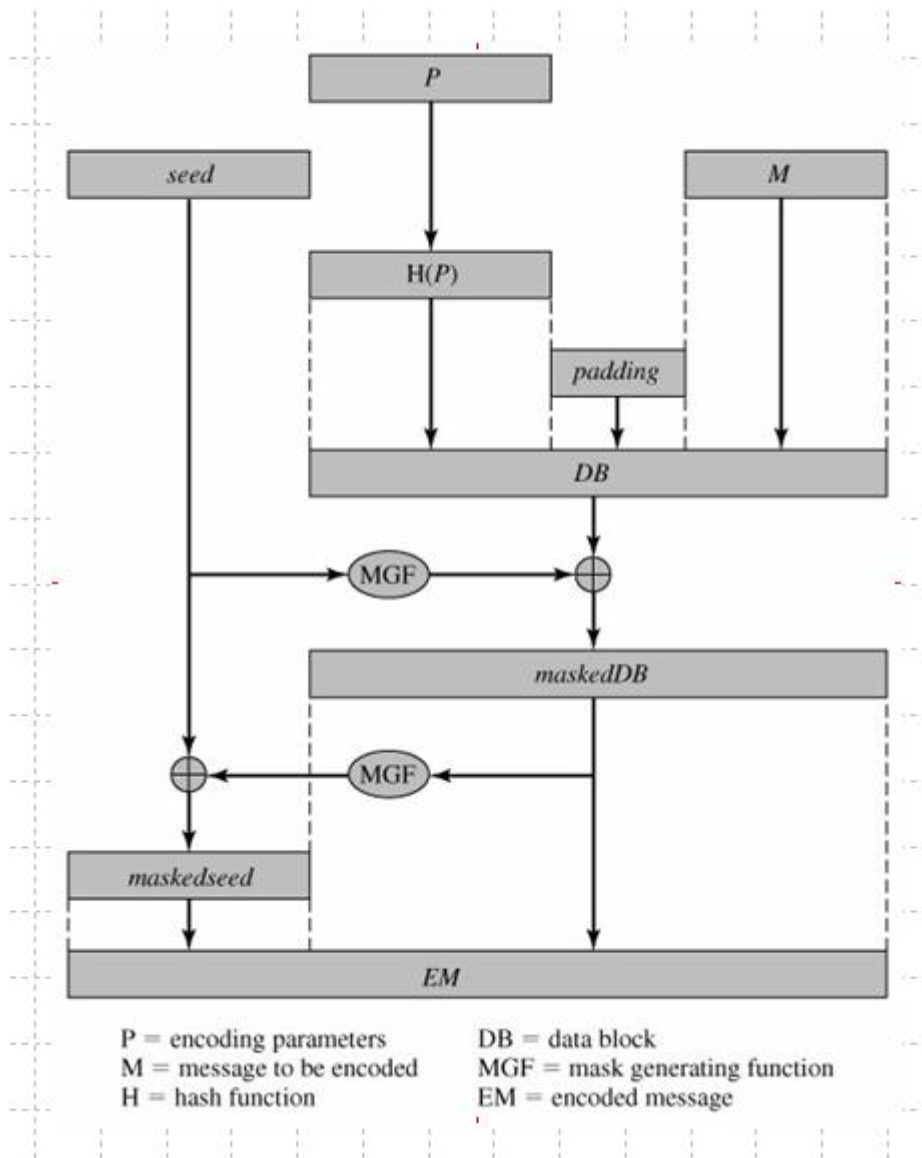 P
seed
M
H(P)
padding
DB
MGF
maskedDB
MGF
maskedseed
EM
P = encoding parameters
M = message to be encoded
H = hash function
DB = data block
MGF = mask generating function
EM = encoded message